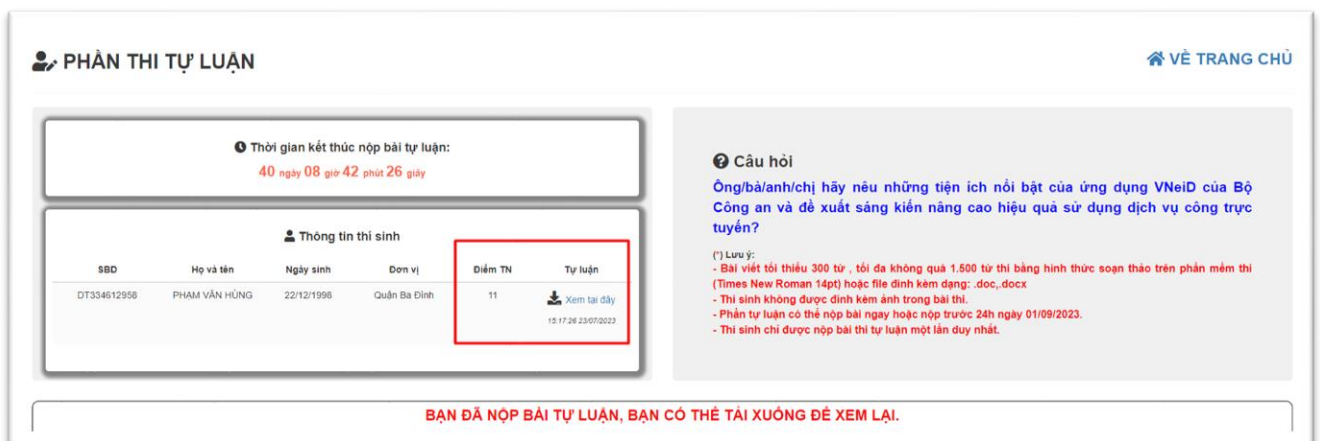 PHẦN THI TỰ LUẬN
VỀ TRANG CHỦ
Thời gian kết thúc nộp bài tự luận:
40 ngày 08 giờ 42 phút 26 giây
Thông tin thí sinh
SBD Họ và tên Ngày sinh Đơn vị Điểm TN Tự luận
DT334612958 PHẠM VĂN HÙNG 22/12/1996 Quận Ba Đình 11 Xem tại đây
15:17:26 23/07/2023
Câu hỏi
Ông/bà/anh/chị hãy nêu những tiện ích nổi bật của ứng dụng VNeiD của Bộ
Công an và đề xuất sáng kiến nâng cao hiệu quả sử dụng dịch vụ công trực
tuyến?
(*) Lưu ý:
- Bài viết tối thiểu 300 từ , tối đa không quá 1.500 từ thi bằng hình thức soạn thảo trên phần mềm thi
(Times New Roman 14pt) hoặc file đính kèm dạng: .doc,.docx
- Thí sinh không được đính kèm ảnh trong bài thi.
- Phần tự luận có thể nộp bài ngay hoặc nộp trước 24h ngày 01/09/2023.
- Thí sinh chỉ được nộp bài thi tự luận một lần duy nhất.
BẠN ĐÃ NỘP BÀI TỰ LUẬN, BẠN CÓ THỂ TẢI XUỐNG ĐỂ XEM LẠI.